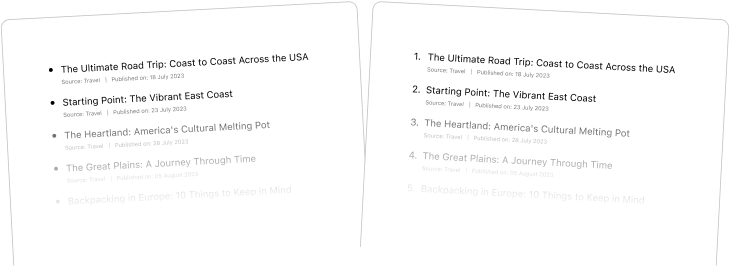 • The Ultimate Road Trip: Coast to Coast Across the USA
Source: Travel | Published on: 18 July 2023
• Starting Point: The Vibrant East Coast
Source: Travel | Published on: 23 July 2023
• The Heartland: America's Cultural Melting Pot
Source: Travel | Published on: 28 July 2023
• The Great Plains: A Journey Through Time
Source: Travel | Published on: 05 August 2023
• Backpacking in Europe: 10 Things to Keep in Mind
1. The Ultimate Road Trip: Coast to Coast Across the USA
Source: Travel | Published on: 18 July 2023
2. Starting Point: The Vibrant East Coast
Source: Travel | Published on: 23 July 2023
3. The Heartland: America's Cultural Melting Pot
Source: Travel | Published on: 28 July 2023
4. The Great Plains: A Journey Through Time
Source: Travel | Published on: 05 August 2023
5. Backpacking in Europe: 10 Things to Keep in Mind